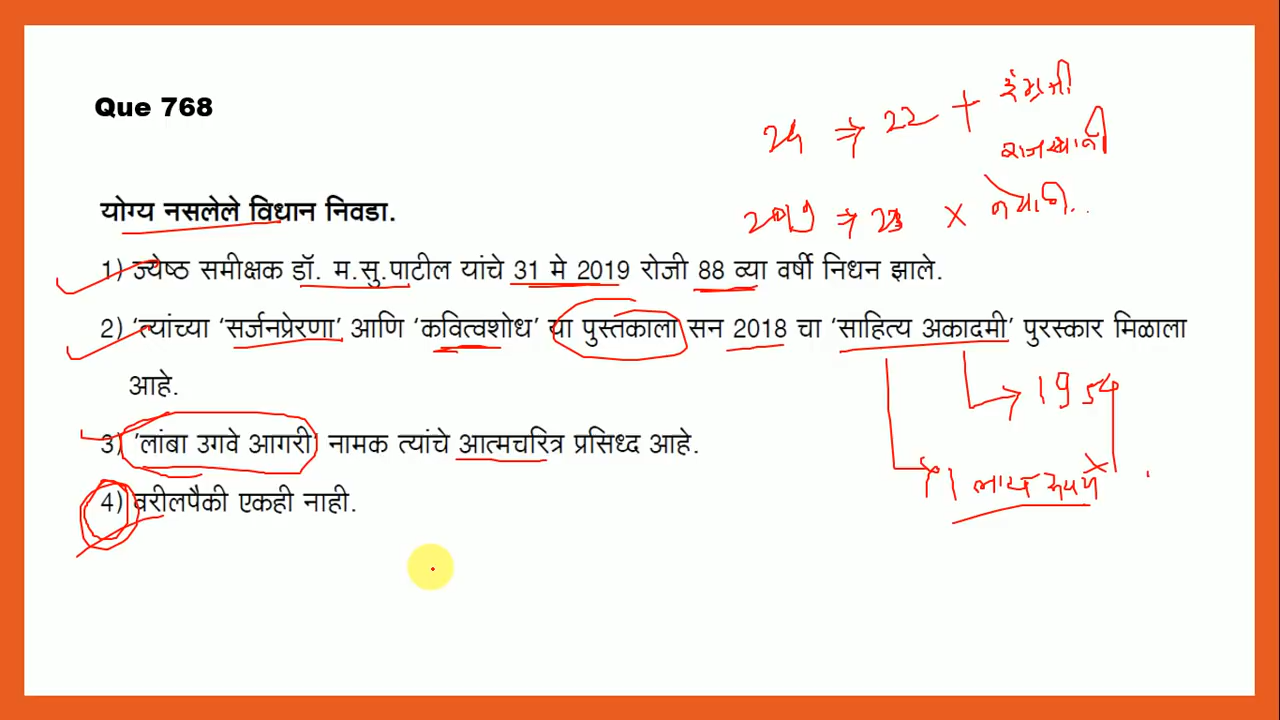 Que 768
24 ⇒ 22 + इंग्रजी
राजस्थानी
2019 ⇒ 23 × नेपाळी..
योग्य नसलेले विधान निवडा.
1) ज्येष्ठ समीक्षक डॉ. म.सु.पाटील यांचे 31 मे 2019 रोजी 88 व्या वर्षी निधन झाले.
2) ‘त्यांच्या ‘सर्जनप्रेरणा’ आणि ‘कवित्वशोध’ या पुस्तकाला सन 2018 चा ‘साहित्य अकादमी’ पुरस्कार मिळाला
आहे.
1954
3) ’लांबा उगवे आगरी’ नामक त्यांचे आत्मचरित्र प्रसिध्द आहे.
1 लाख रुपये
4) वरीलपैकी एकही नाही.